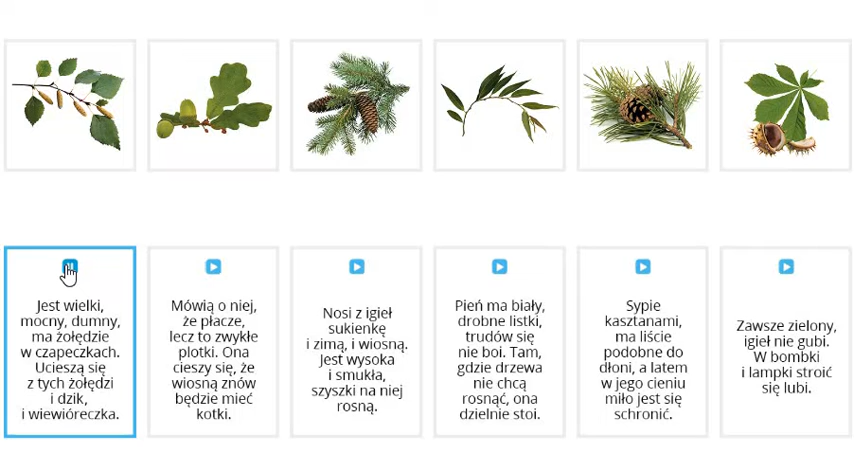 Jest wielki,
mocny, dumny,
ma żołędzie
w czapeczkach.
Ucieszą się
z tych żołędzi
i dzik,
i wiewióreczka.
Mówią o niej,
że płacze,
lecz to zwykłe
plotki. Ona
cieszy się, że
wiosną znów
będzie mieć
kotki.
Nosi z igieł
sukienkę
i zimą, i wiosną.
Jest wysoka
i smukła,
szyszki na niej
rosną.
Pień ma biały,
drobne listki,
trudów się
nie boi. Tam,
gdzie drzewa
nie chcą
rosnąć, ona
dzielnie stoi.
Sypie
kasztanami,
ma liście
podobne do
dłoni, a latem
w jego cieniu
miło jest się
schronić.
Zawsze zielony,
igieł nie gubi.
W bombki
i lampki stroić
się lubi.